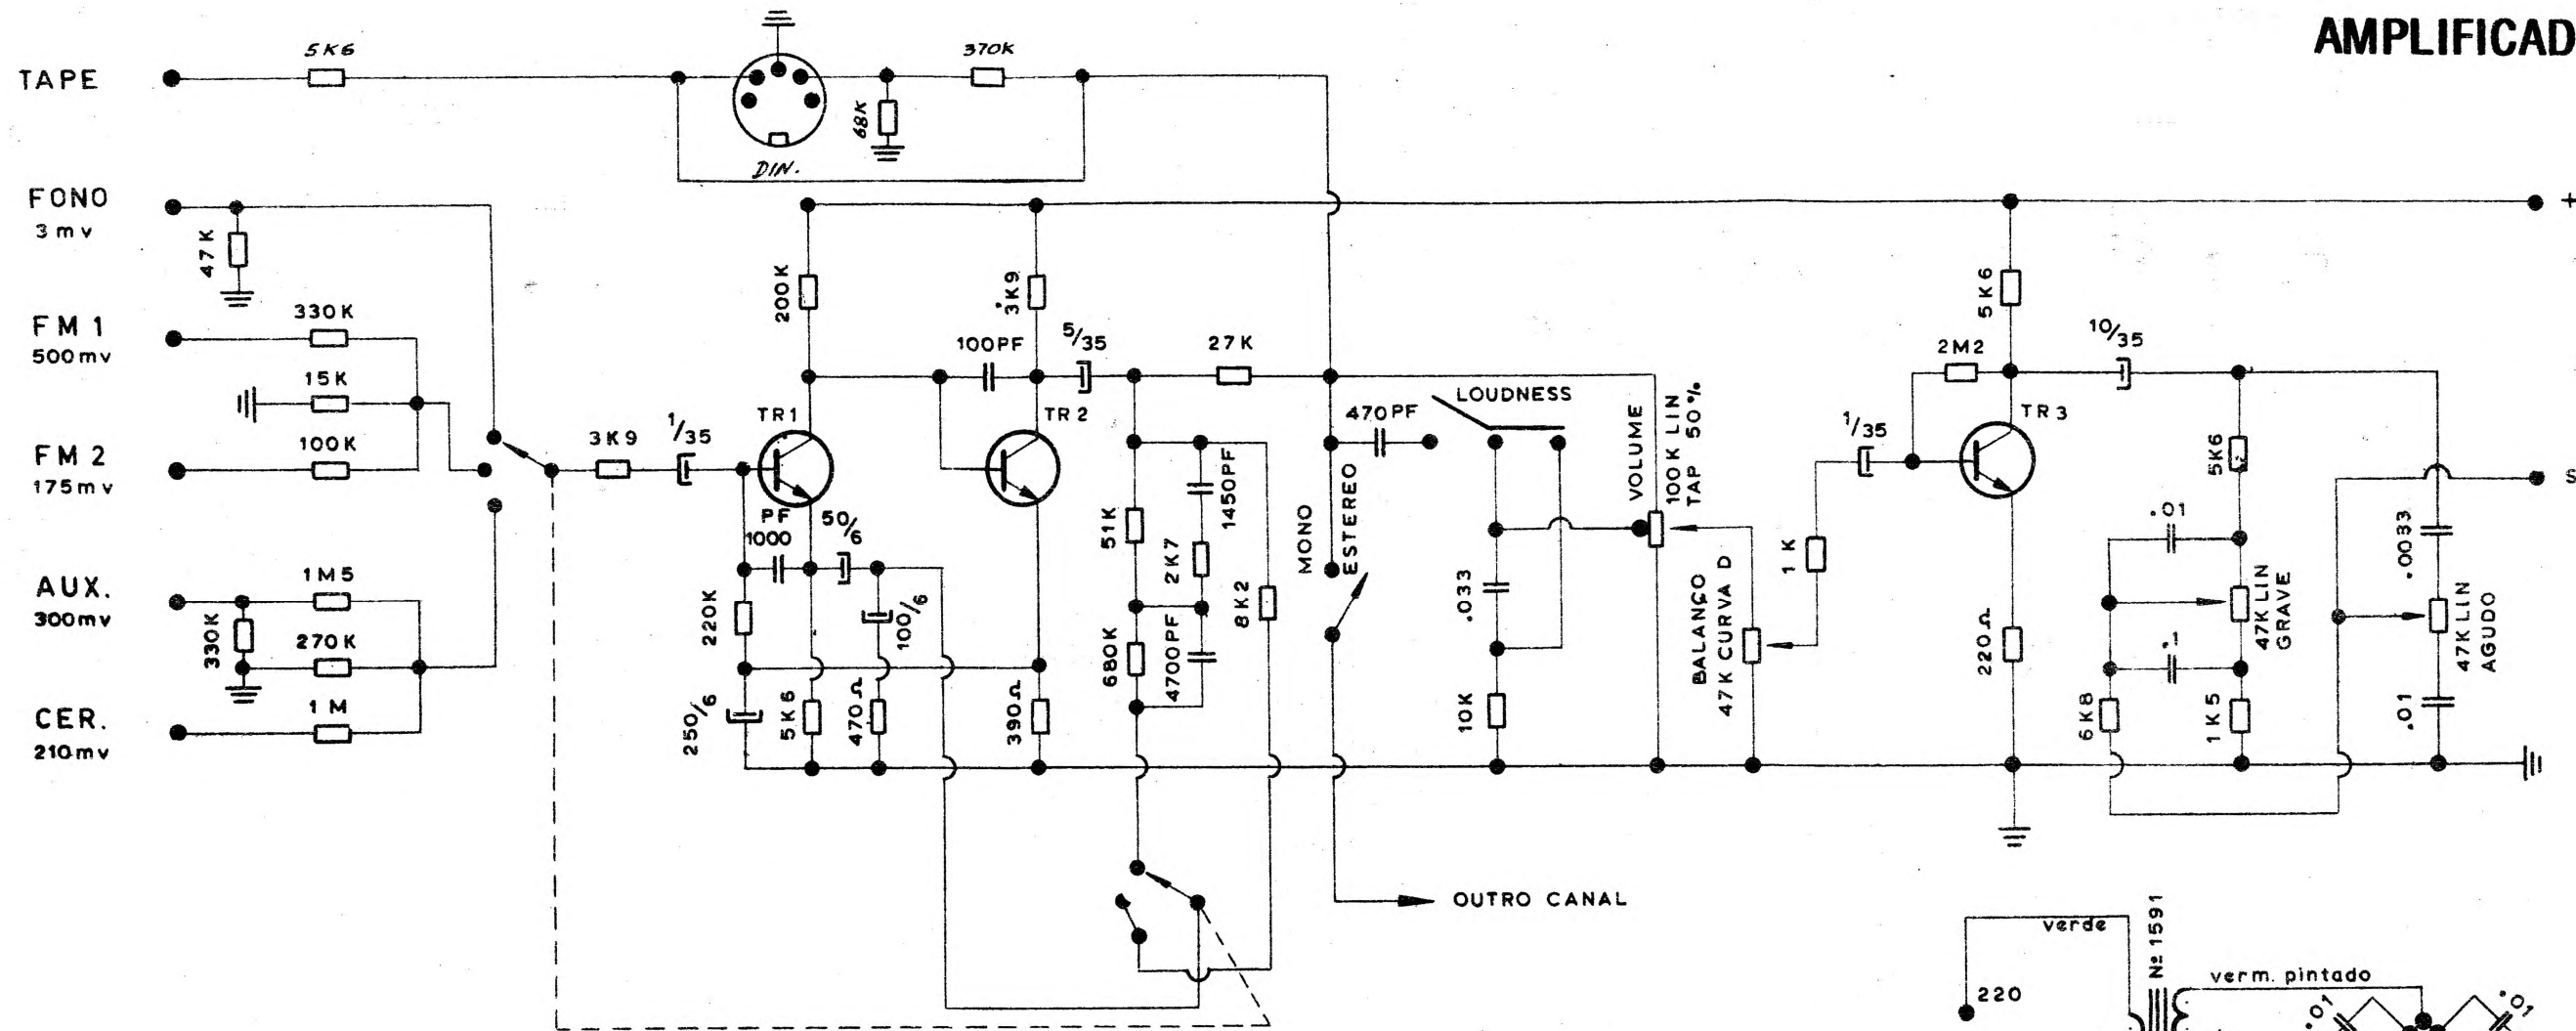 AMPLIFICAD
TAPE
5K6
DIN.
68K
370K
FONO
3mv
47K
FM 1
500mv
330K
15K
FM 2
175mv
100K
AUX.
300mv
330K
1M5
270K
CER.
210mv
1M
3K9
1/35
200K
TR1
PF
1000
50/6
220K
250/6
5K6
100/6
470Ω
100PF
3K9
5/35
TR2
390Ω
27K
51K
1450PF
2K7
680K
4700PF
8K2
MONO
ESTEREO
470PF
LOUDNESS
.033
10K
VOLUME
100K LIN
TAP 50%
BALANÇO
47K CURVA D
1K
1/35
2M2
5K6
TR3
220Ω
10/35
5K6
.01
47K LIN
GRAVE
.1
6K8
1K5
.0033
47K LIN
AGUDO
.01
+
S
OUTRO CANAL
220
verde
Nº 1591
verm. pintado
.01
.01